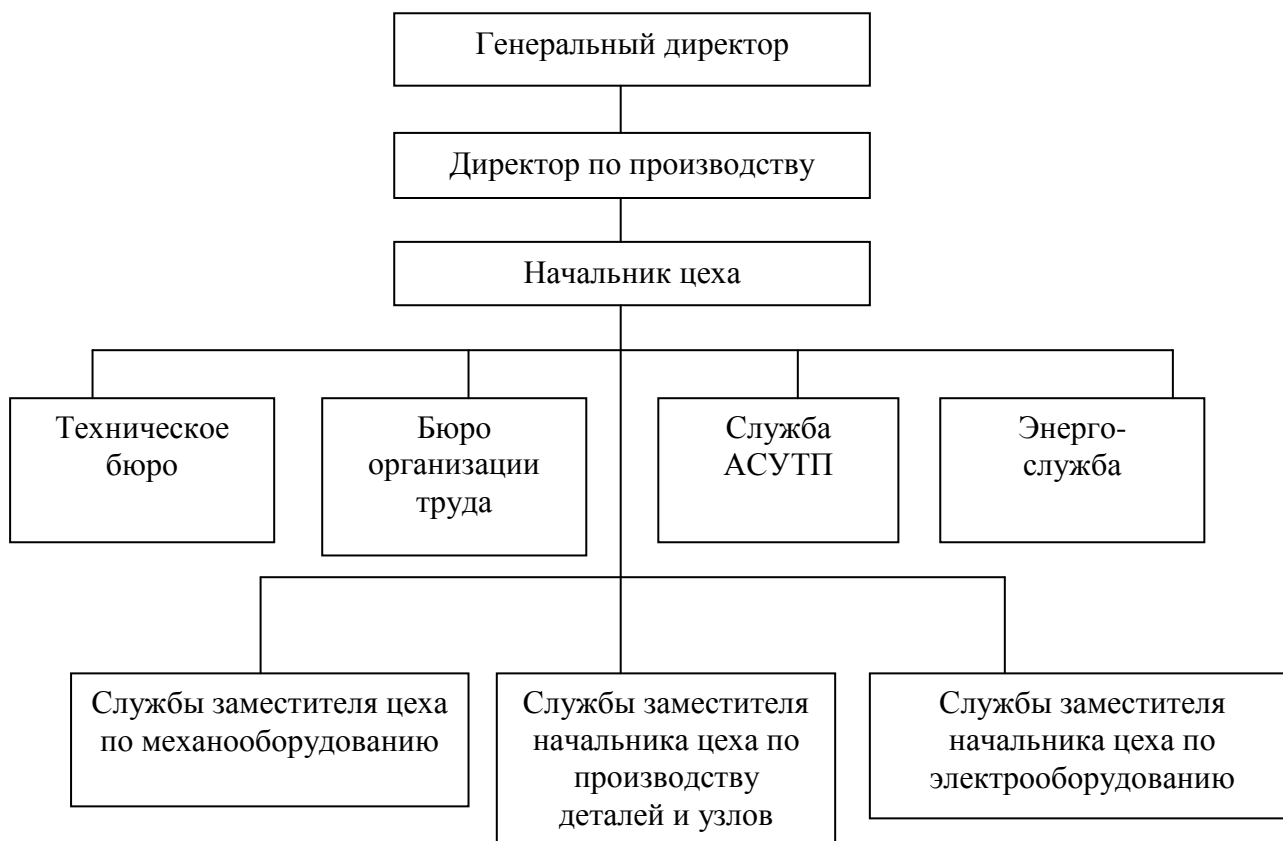 Генеральный директор
Директор по производству
Начальник цеха
Техническое
бюро
Бюро
организации
труда
Служба
АСУТП
Энерго-
служба
Службы заместителя цеха
по механооборудованию
Службы заместителя
начальника цеха по
производству
деталей и узлов
Службы заместителя
начальника цеха по
электрооборудованию